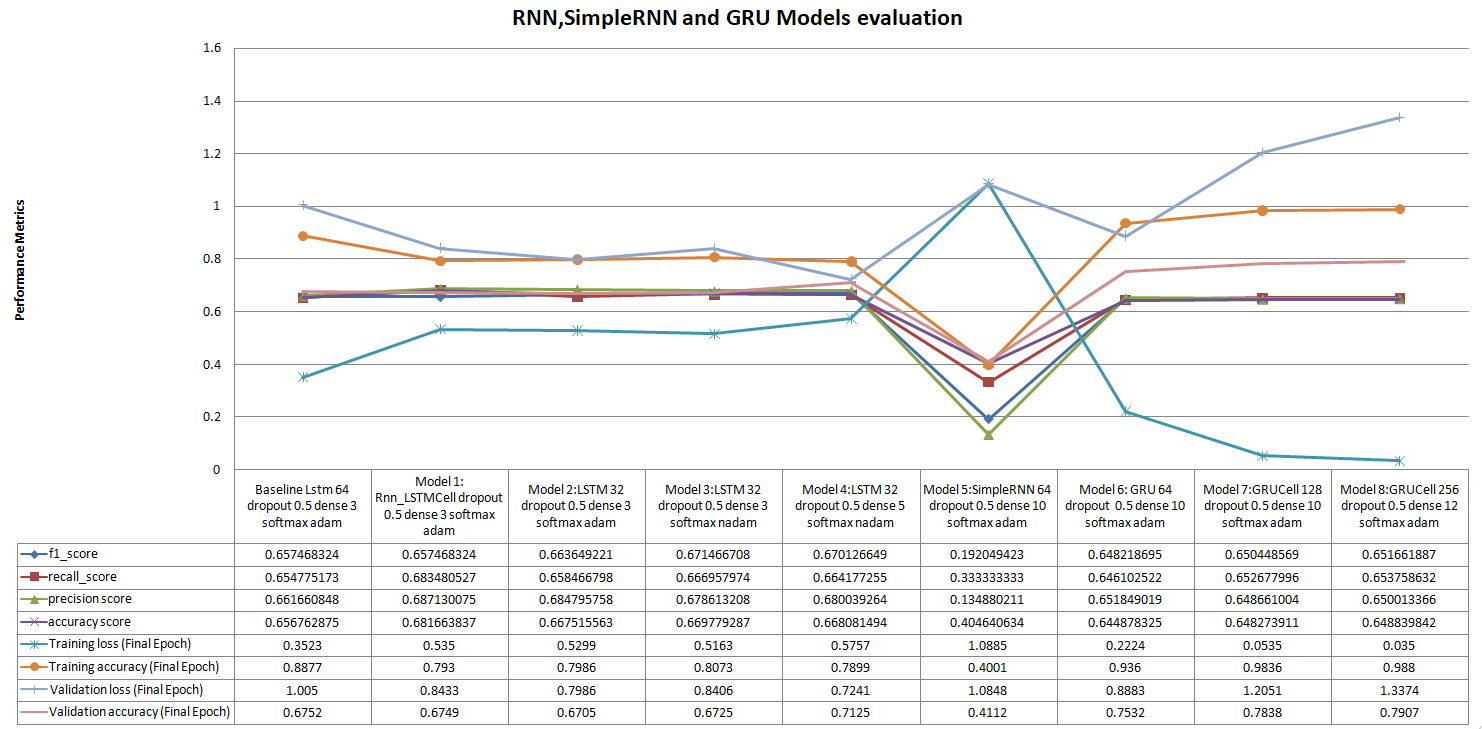 RNN,SimpleRNN and GRU Models evaluation
Performance Metrics
1.6
1.4
1.2
1
0.8
0.6
0.4
0.2
0
Baseline Lstm 64
dropout 0.5 dense 3
softmax adam
Model 1:
Rnn_LSTMCell dropout
0.5 dense 3 softmax
adam
Model 2:LSTM 32
dropout 0.5 dense 3
softmax adam
Model 3:LSTM 32
dropout 0.5 dense 3
softmax nadam
Model 4:LSTM 32
dropout 0.5 dense 5
softmax nadam
Model 5:SimpleRNN 64
dropout 0.5 dense 10
softmax adam
Model 6: GRU 64
dropout 0.5 dense 10
softmax adam
Model 7:GRUCell 128
dropout 0.5 dense 10
softmax adam
Model 8:GRUCell 256
dropout 0.5 dense 12
softmax adam
f1_score 0.657468324 0.657468324 0.663649221 0.671466708 0.670126649 0.192049423 0.648218695 0.650448569 0.651661887
recall_score 0.654775173 0.683480527 0.658466798 0.666957974 0.664177255 0.333333333 0.646102522 0.652677996 0.653758632
precision score 0.661660848 0.687130075 0.684795758 0.678613208 0.680039264 0.134880211 0.651849019 0.648661004 0.650013366
accuracy score 0.656762875 0.681663837 0.667515563 0.669779287 0.668081494 0.404640634 0.644878325 0.648273911 0.648839842
Training loss (Final Epoch) 0.3523 0.535 0.5299 0.5163 0.5757 1.0885 0.2224 0.0535 0.035
Training accuracy (Final Epoch) 0.8877 0.793 0.7986 0.8073 0.7899 0.4001 0.936 0.9836 0.988
Validation loss (Final Epoch) 1.005 0.8433 0.7986 0.8406 0.7241 1.0848 0.8883 1.2051 1.3374
Validation accuracy (Final Epoch) 0.6752 0.6749 0.6705 0.6725 0.7125 0.4112 0.7532 0.7838 0.7907